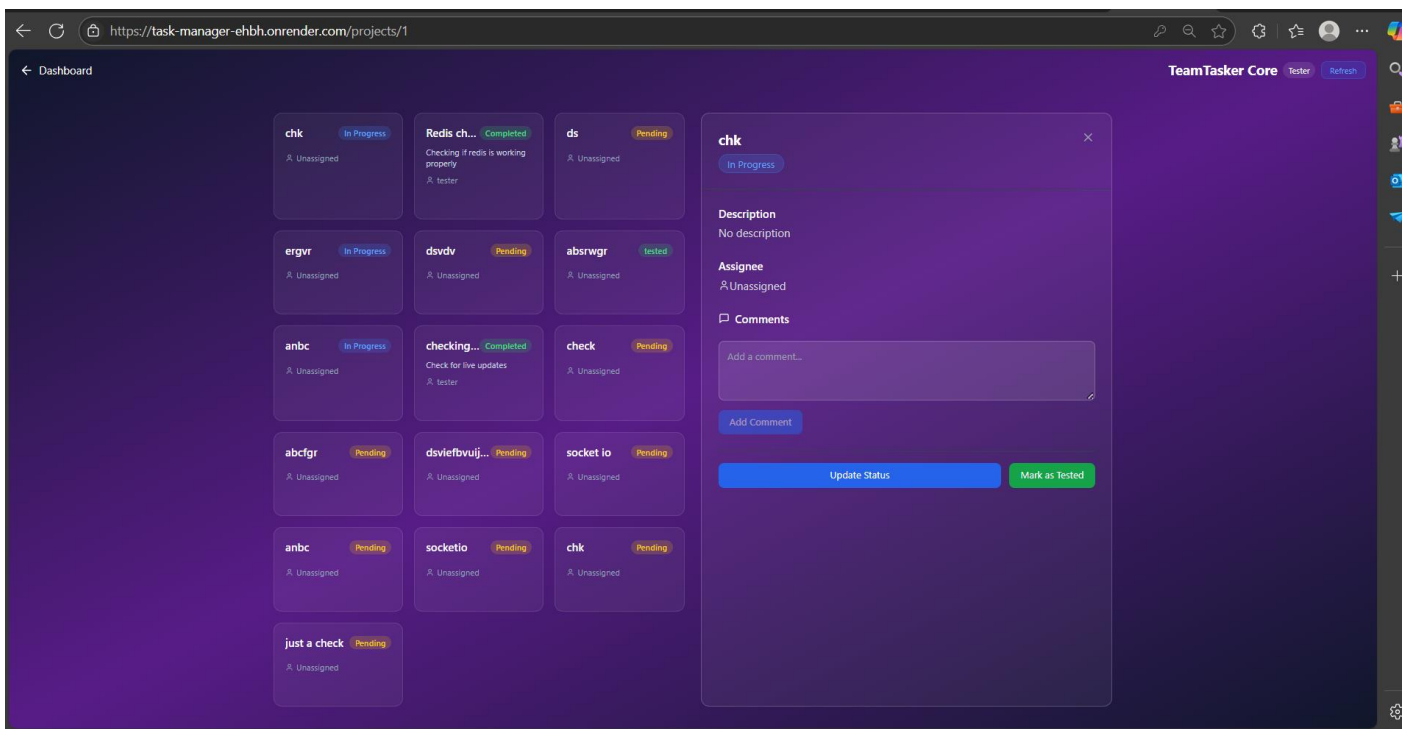 https://task-manager-ehbh.onrender.com/projects/1
Dashboard
TeamTasker Core Tester Refresh
chk In Progress
Unassigned
Redis ch... Completed
Checking if redis is working
properly
tester
ds Pending
Unassigned
ergvr In Progress
Unassigned
dsvdv Pending
Unassigned
absrwgr tested
Unassigned
anbc In Progress
Unassigned
checking... Completed
Check for live updates
tester
check Pending
Unassigned
abcfgr Pending
Unassigned
dsviefbvuij... Pending
Unassigned
socket io Pending
Unassigned
anbc Pending
Unassigned
socketio Pending
Unassigned
chk Pending
Unassigned
just a check Pending
Unassigned
chk
In Progress
Description
No description
Assignee
Unassigned
Comments
Add a comment...
Add Comment
Update Status Mark as Tested